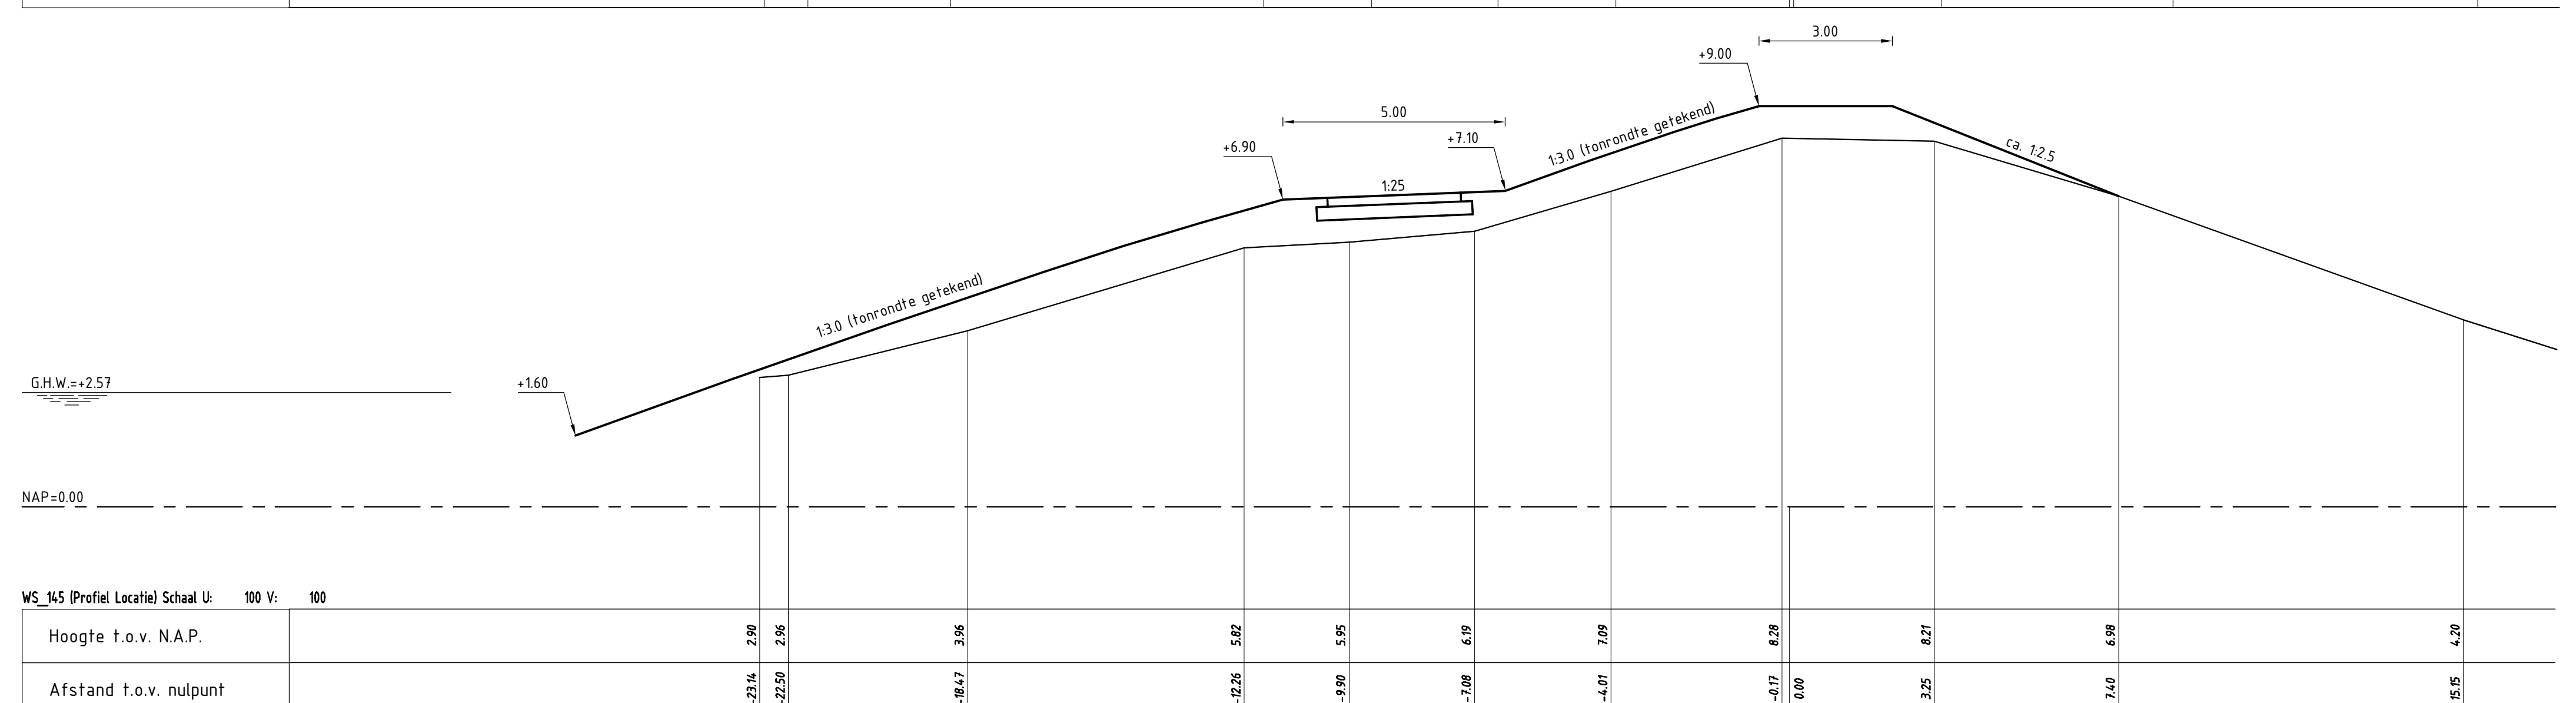 3.00
+9.00
5.00
+7.10
+6.90
1:3.0 (tonrondte getekend)
ca. 1:2.5
1:25
1:3.0 (tonrondte getekend)
G.H.W.=+2.57
+1.60
NAP=0.00
WS_145 (Profiel Locatie) Schaal U: 100 V: 100
Hoogte t.o.v. N.A.P. 2.90 2.96 3.96 5.82 5.95 6.19 7.09 8.28 8.21 6.98 4.20
Afstand t.o.v. nulpunt -23.14 -22.50 -18.47 -12.26 -9.90 -7.08 -4.01 -0.17 0.00 3.25 7.40 15.15